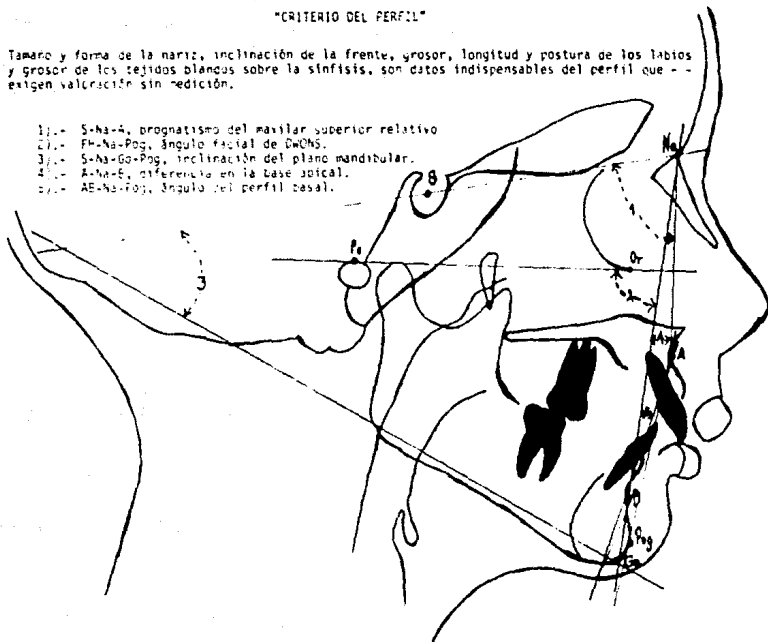 "CRITERIO DEL PERFIL"
Tamaño y forma de la nariz, inclinación de la frente, grosor, longitud y postura de los labios
y grosor de los tejidos blandos sobre la sínfisis, son datos indispensables del perfil que - -
exigen valoración sin medición.
1).- S-Na-A, prognatismo del maxilar superior relativo
2).- FH-Na-Pog, ángulo facial de DWONS.
3).- S-Na-Go-Pog, inclinación del plano mandibular.
4).- A-Na-B, diferencia en la base apical.
5).- AB-Na-Pog, ángulo del perfil basal.
Na
S
1
Po
Or
3
2
A
B
Pog